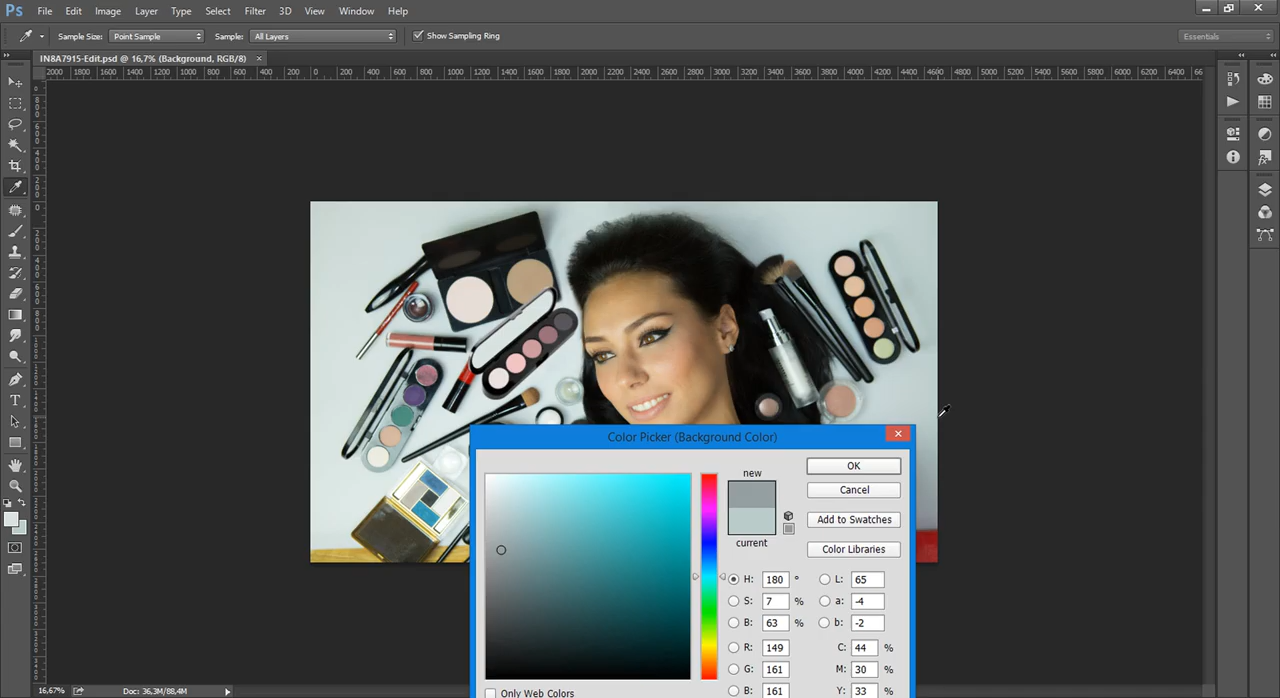 Ps File Edit Image Layer Type Select Filter 3D View Window Help
Sample Size: Point Sample Sample: All Layers Show Sampling Ring Essentials
IN8A7915-Edit.psd @ 16,7% (Background, RGB/8) ×
2000 1800 1600 1400 1200 1000 800 600 400 200 0 200 400 600 800 1000 1200 1400 1600 1800 2000 2200 2400 2600 2800 3000 3200 3400 3600 3800 4000 4200 4400 4600 4800 5000 5200 5400 5600 5800 6000 6200 6400 66
Color Picker (Background Color)
new
current
OK
Cancel
Add to Swatches
Color Libraries
H: 180 ° L: 65
S: 7 % a: -4
B: 63 % b: -2
R: 149 C: 44 %
G: 161 M: 30 %
B: 161 Y: 33 %
Only Web Colors
16,67% Doc: 36,3M/88,4M